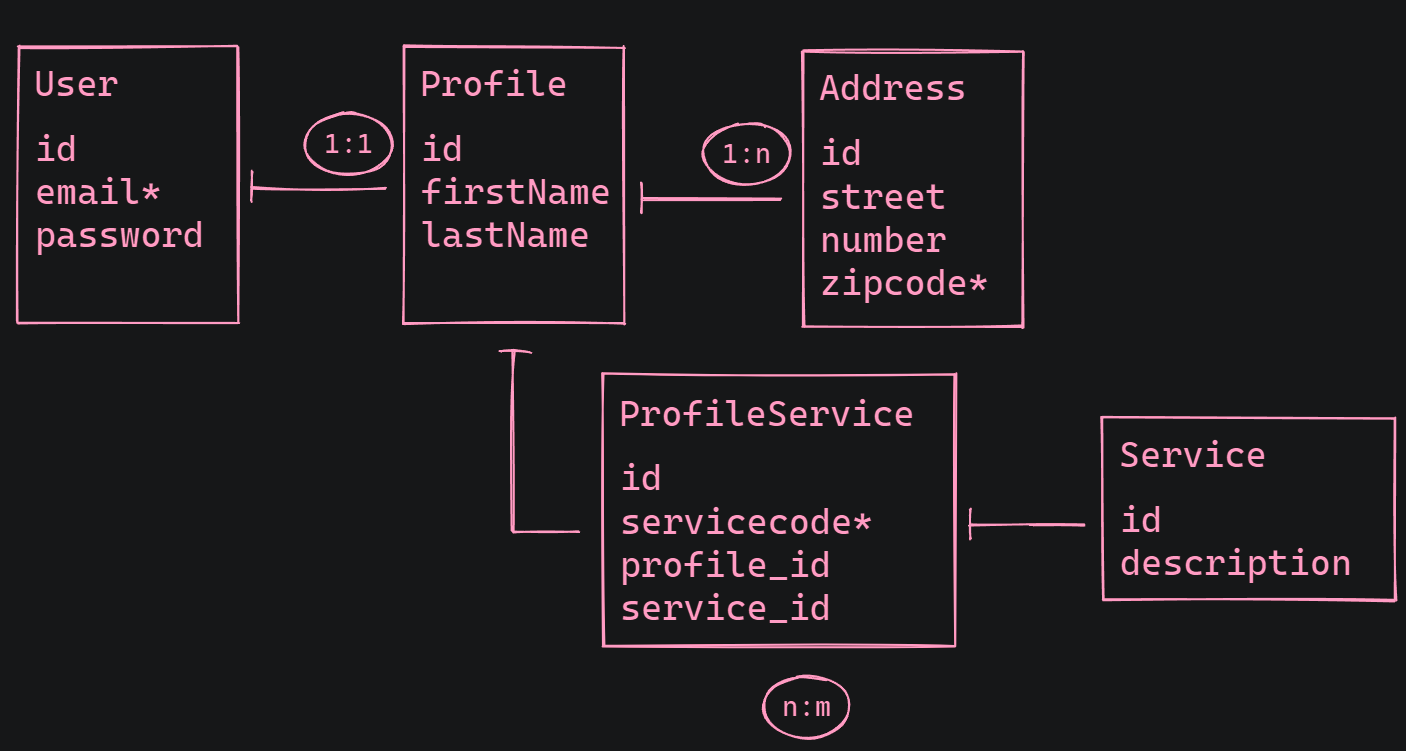 User
id
email*
password
1:1
Profile
id
firstName
lastName
1:n
Address
id
street
number
zipcode*
ProfileService
id
servicecode*
profile_id
service_id
n:m
Service
id
description